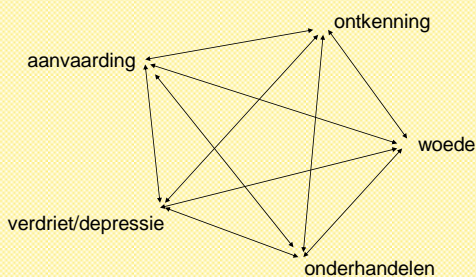 ontkenning
aanvaarding
woede
verdriet/depressie
onderhandelen